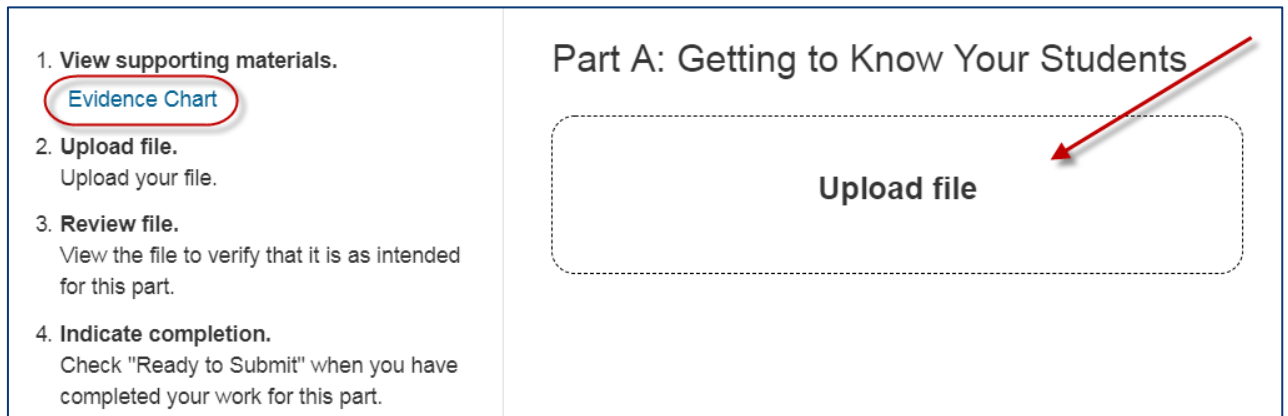 1. View supporting materials.
Evidence Chart
2. Upload file.
Upload your file.
3. Review file.
View the file to verify that it is as intended
for this part.
4. Indicate completion.
Check "Ready to Submit" when you have
completed your work for this part.
Part A: Getting to Know Your Students
Upload file